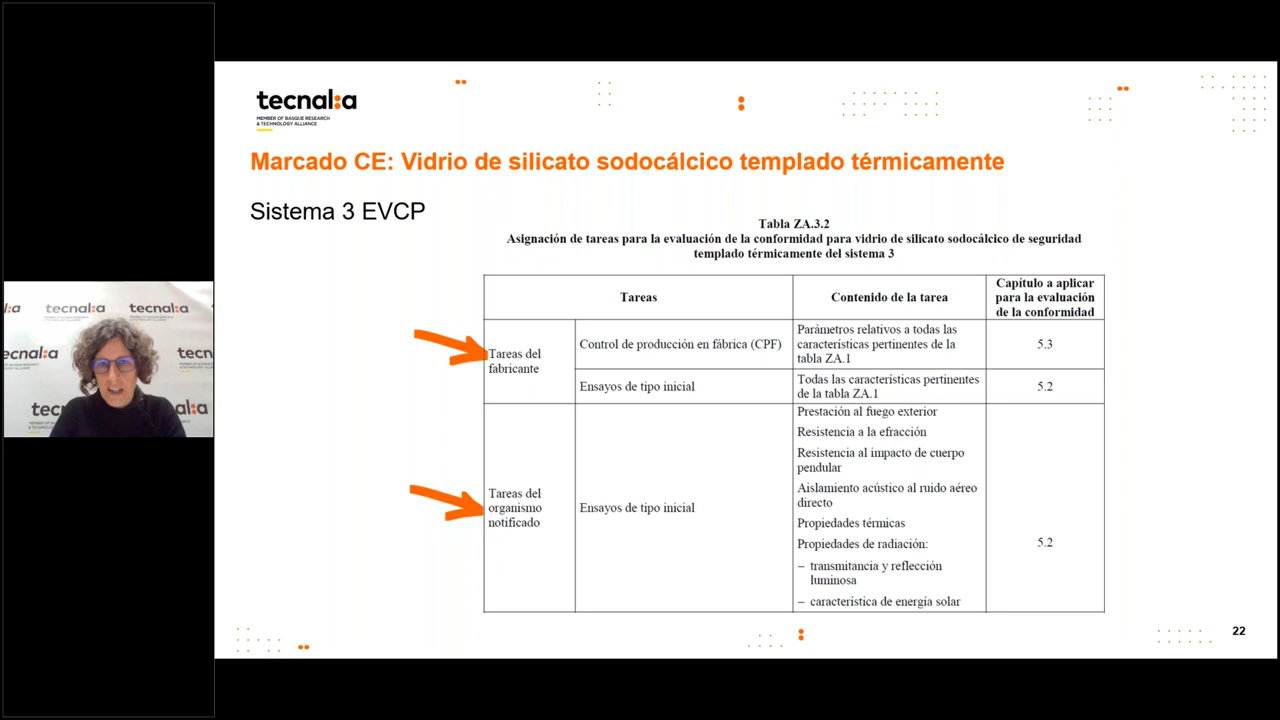 tecnal:a
MEMBER OF BASQUE RESEARCH
& TECHNOLOGY ALLIANCE
Marcado CE: Vidrio de silicato sodocálcico templado térmicamente
Sistema 3 EVCP
Tabla ZA.3.2
Asignación de tareas para la evaluación de la conformidad para vidrio de silicato sodocálcico de seguridad
templado térmicamente del sistema 3
Tareas
Contenido de la tarea
Capítulo a aplicar
para la evaluación
de la conformidad
Tareas del
fabricante
Control de producción en fábrica (CPF)
Parámetros relativos a todas las
características pertinentes de la
tabla ZA.1
5.3
Ensayos de tipo inicial
Todas las características pertinentes
de la tabla ZA.1
5.2
Tareas del
organismo
notificado
Ensayos de tipo inicial
Prestación al fuego exterior
Resistencia a la efracción
Resistencia al impacto de cuerpo
pendular
Aislamiento acústico al ruido aéreo
directo
Propiedades térmicas
Propiedades de radiación:
– transmitancia y reflección
luminosa
– característica de energía solar
5.2
22
tecnal:a
tecnal:a